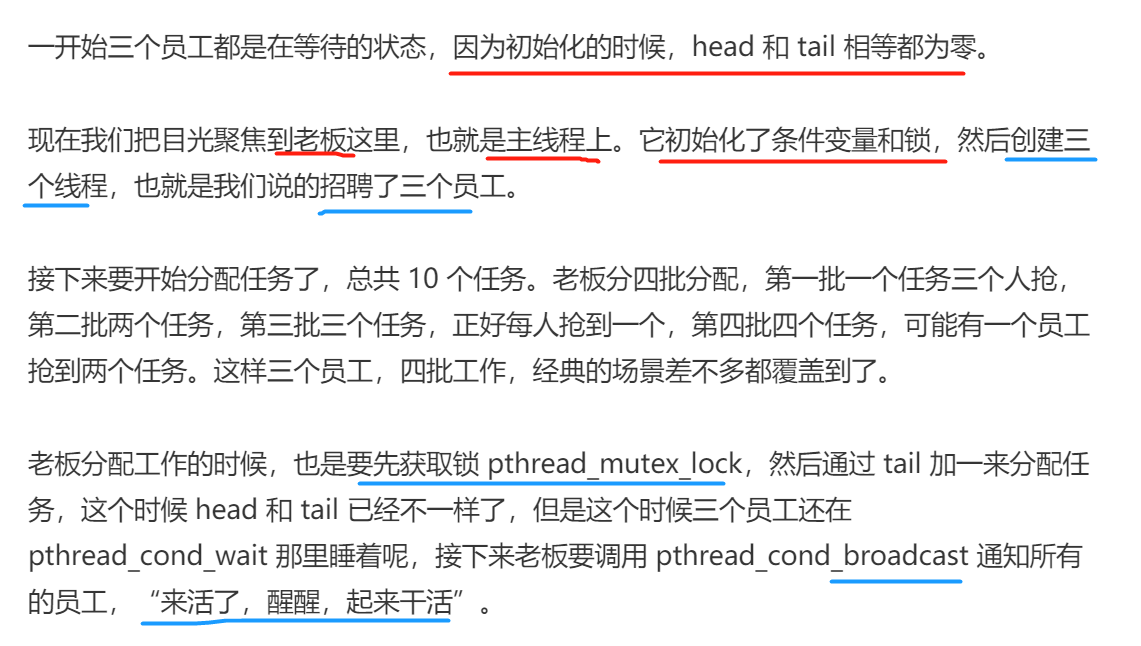 一开始三个员工都是在等待的状态，因为初始化的时候，head 和 tail 相等都为零。
现在我们把目光聚焦到老板这里，也就是主线程上。它初始化了条件变量和锁，然后创建三
个线程，也就是我们说的招聘了三个员工。
接下来要开始分配任务了，总共 10 个任务。老板分四批分配，第一批一个任务三个人抢，
第二批两个任务，第三批三个任务，正好每人抢到一个，第四批四个任务，可能有一个员工
抢到两个任务。这样三个员工，四批工作，经典的场景差不多都覆盖到了。
老板分配工作的时候，也是要先获取锁 pthread_mutex_lock，然后通过 tail 加一来分配任
务，这个时候 head 和 tail 已经不一样了，但是这个时候三个员工还在
pthread_cond_wait 那里睡着呢，接下来老板要调用 pthread_cond_broadcast 通知所有
的员工，“来活了，醒醒，起来干活”。